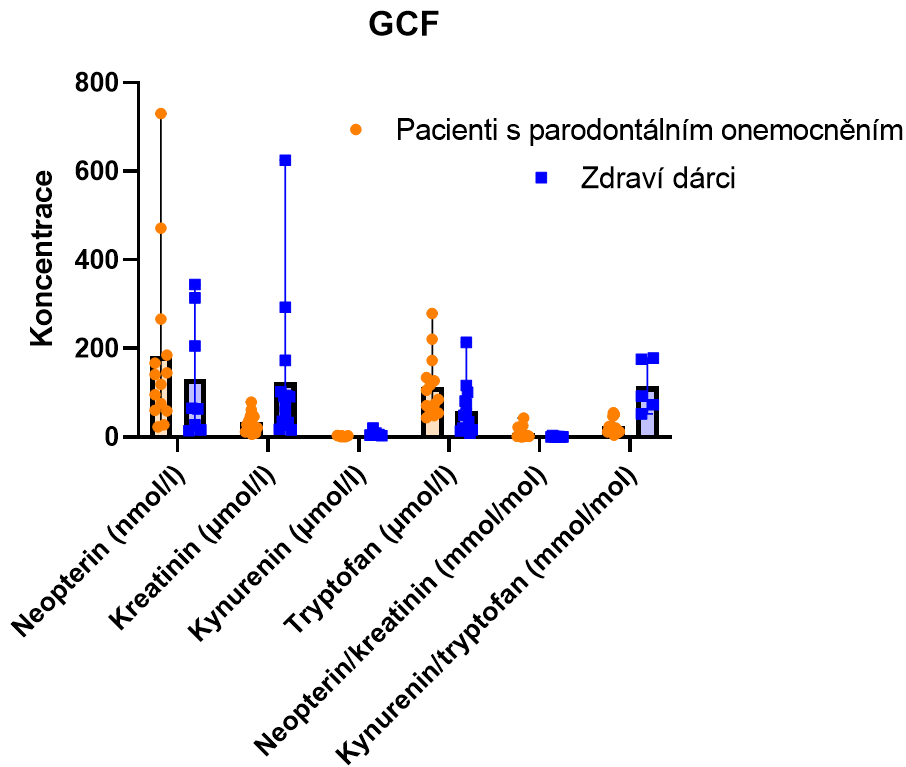 GCF
800
600
400
200
0
Koncentrace
Pacienti s parodontálním onemocněním
Zdraví dárci
Neopterin (nmol/l)
Kreatinin (µmol/l)
Kynurenin (µmol/l)
Tryptofan (µmol/l)
Neopterin/kreatinin (mmol/mol)
Kynurenin/tryptofan (mmol/mol)